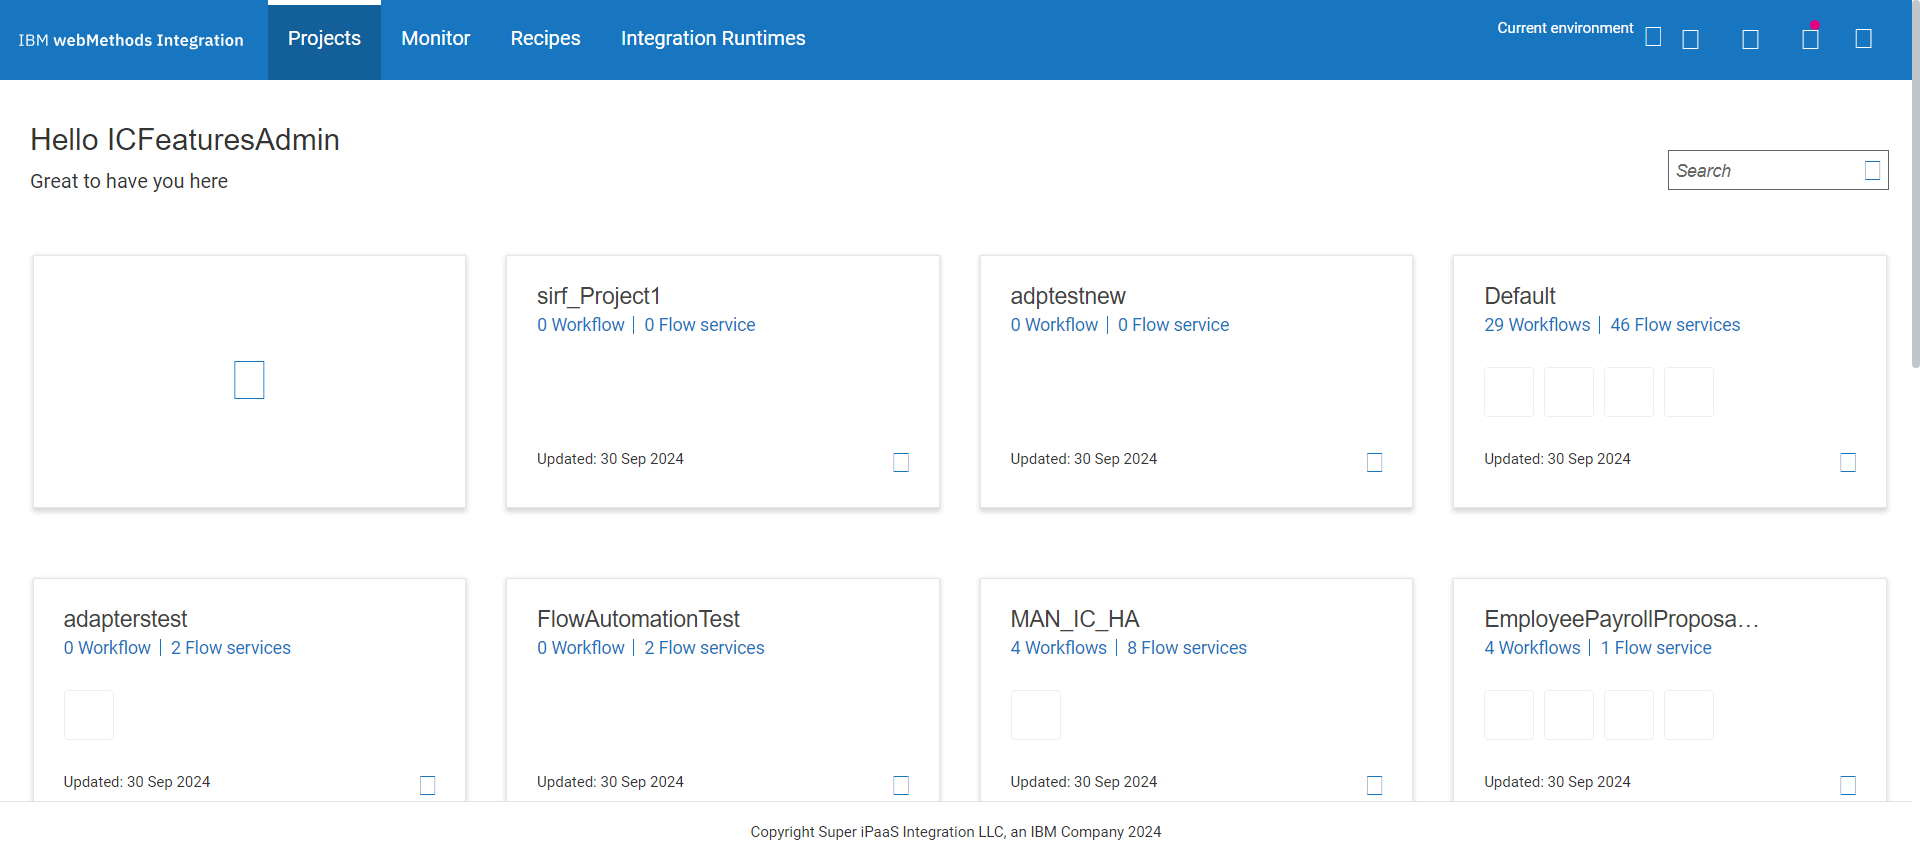 IBM webMethods Integration
Projects
Monitor
Recipes
Integration Runtimes
Current environment
Hello ICFeaturesAdmin
Great to have you here
Search
sirf_Project1
0 Workflow | 0 Flow service
Updated: 30 Sep 2024
adptestnew
0 Workflow | 0 Flow service
Updated: 30 Sep 2024
Default
29 Workflows | 46 Flow services
Updated: 30 Sep 2024
adapterstest
0 Workflow | 2 Flow services
Updated: 30 Sep 2024
FlowAutomationTest
0 Workflow | 2 Flow services
Updated: 30 Sep 2024
MAN_IC_HA
4 Workflows | 8 Flow services
Updated: 30 Sep 2024
EmployeePayrollProposa...
4 Workflows | 1 Flow service
Updated: 30 Sep 2024
Copyright Super iPaaS Integration LLC, an IBM Company 2024